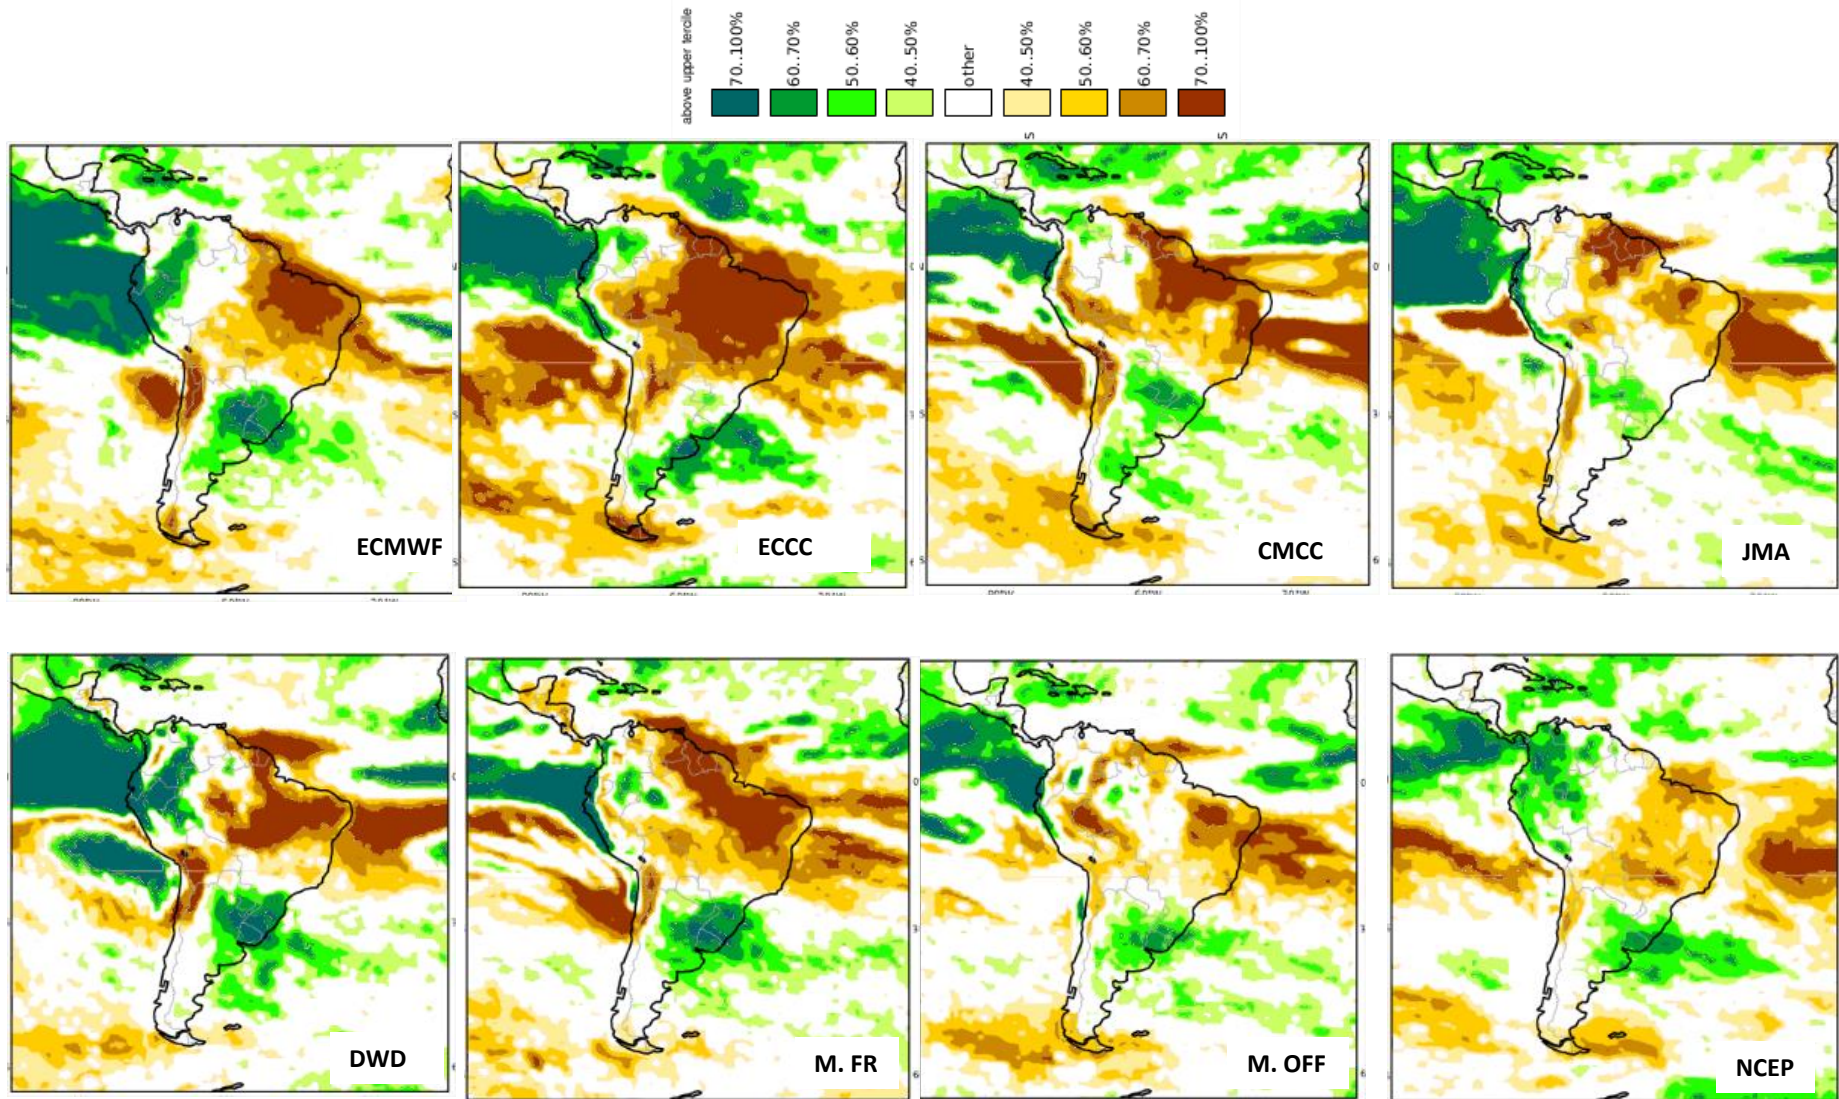 above upper tercile
70..100%
60..70%
50..60%
40..50%
other
40..50%
50..60%
60..70%
70..100%
ECMWF
ECCC
CMCC
JMA
DWD
M. FR
M. OFF
NCEP